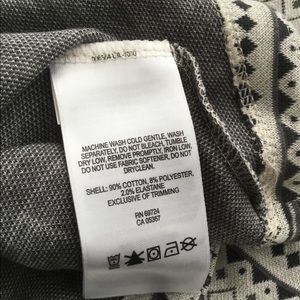 MACHINE WASH COLD GENTLE, WASH
SEPARATELY, DO NOT BLEACH, TUMBLE
DRY LOW, REMOVE PROMPTLY, IRON LOW,
DO NOT USE FABRIC SOFTENER, DO NOT
DRYCLEAN.
SHELL: 90% COTTON, 8% POLYESTER,
2.0% ELASTANE
EXCLUSIVE OF TRIMMING
RN 69724
CA 05367